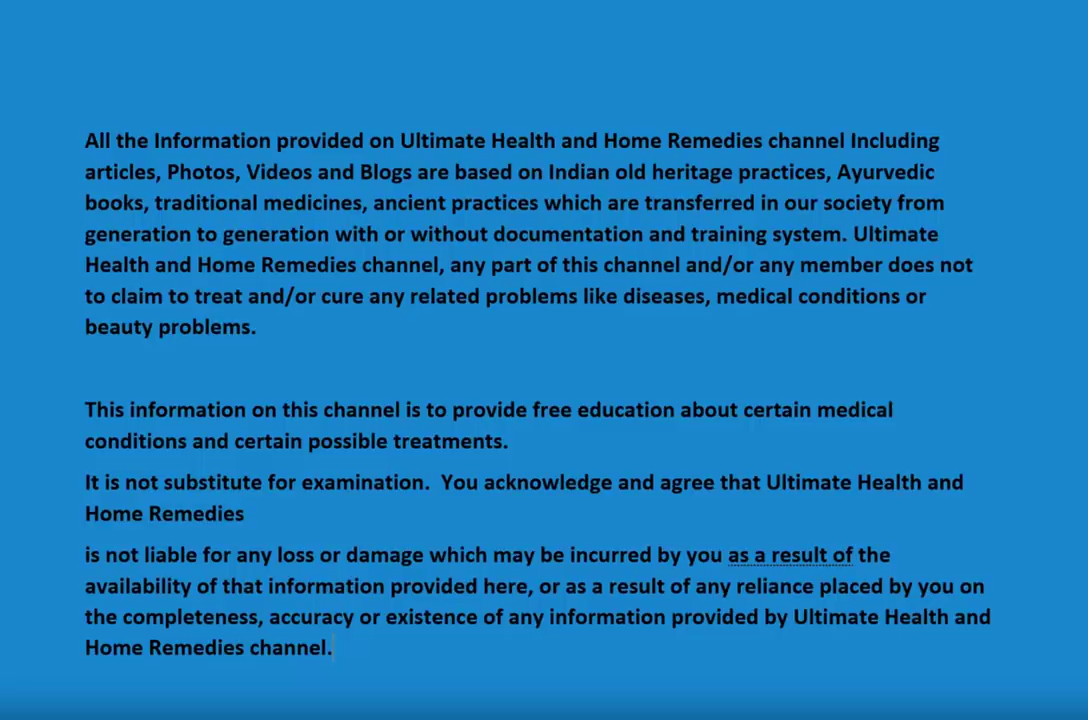 All the Information provided on Ultimate Health and Home Remedies channel Including
articles, Photos, Videos and Blogs are based on Indian old heritage practices, Ayurvedic
books, traditional medicines, ancient practices which are transferred in our society from
generation to generation with or without documentation and training system. Ultimate
Health and Home Remedies channel, any part of this channel and/or any member does not
to claim to treat and/or cure any related problems like diseases, medical conditions or
beauty problems.
This information on this channel is to provide free education about certain medical
conditions and certain possible treatments.
It is not substitute for examination.  You acknowledge and agree that Ultimate Health and
Home Remedies
is not liable for any loss or damage which may be incurred by you as a result of the
availability of that information provided here, or as a result of any reliance placed by you on
the completeness, accuracy or existence of any information provided by Ultimate Health and
Home Remedies channel.